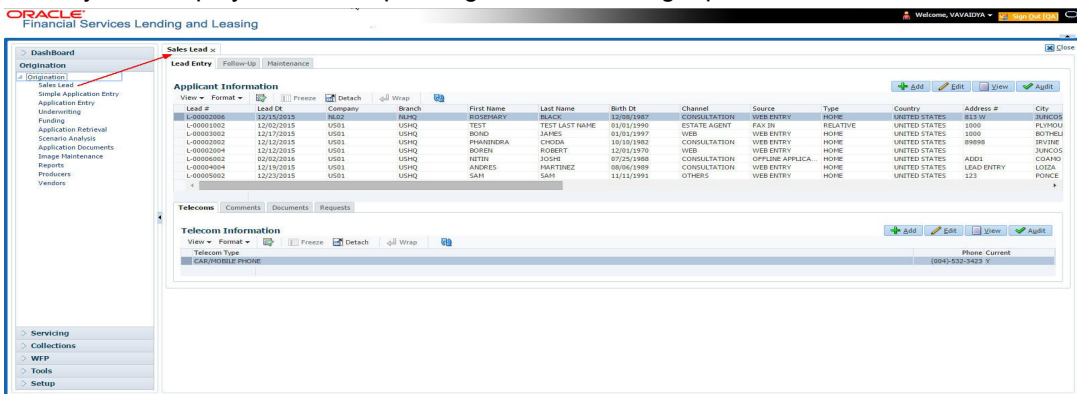 ORACLE
Financial Services Lending and Leasing
Welcome, VAVAIDYA
Sign Out [QA]
DashBoard
Origination
Origination
Sales Lead
Simple Application Entry
Application Entry
Underwriting
Funding
Application Retrieval
Scenario Analysis
Application Documents
Image Maintenance
Reports
Producers
Vendors
Servicing
Collections
WFP
Tools
Setup
Sales Lead x
Close
Lead Entry Follow-Up Maintenance
Applicant Information
Add Edit View Audit
View Format Freeze Detach Wrap
Lead # Lead Dt Company Branch First Name Last Name Birth Dt Channel Source Type Country Address # City
L-00002006 12/15/2015 NL02 NLHQ ROSEMARY BLACK 12/08/1987 CONSULTATION WEB ENTRY HOME UNITED STATES 813 W JUNCOS
L-00001002 12/02/2015 US01 USHQ TEST TEST LAST NAME 01/01/1990 ESTATE AGENT FAX IN RELATIVE UNITED STATES 1000 PLYMOU
L-00003002 12/17/2015 US01 USHQ BOND JAMES 01/01/1997 WEB WEB ENTRY HOME UNITED STATES 1000 BOTHELL
L-00002002 12/12/2015 US01 USHQ PHANINDRA CHODA 10/10/1982 CONSULTATION WEB ENTRY HOME UNITED STATES 89898 IRVINE
L-00002004 12/12/2015 US01 USHQ BOREN ROBERT 12/01/1970 WEB WEB ENTRY HOME UNITED STATES JUNCOS
L-00006002 02/02/2016 US01 USHQ NITIN JOSHI 07/25/1988 CONSULTATION OFFLINE APPLICA... HOME UNITED STATES ADD1 COAMO
L-00004004 12/19/2015 US01 USHQ ANDRES MARTINEZ 08/06/1989 CONSULTATION WEB ENTRY HOME UNITED STATES LEAD ENTRY LOIZA
L-00005002 12/23/2015 US01 USHQ SAM SAM 11/11/1991 OTHERS WEB ENTRY HOME UNITED STATES 123 PONCE
Telecoms Comments Documents Requests
Telecom Information
Add Edit View Audit
View Format Freeze Detach Wrap
Telecom Type Phone Current
CAR/MOBILE PHONE (004)-532-3423 Y